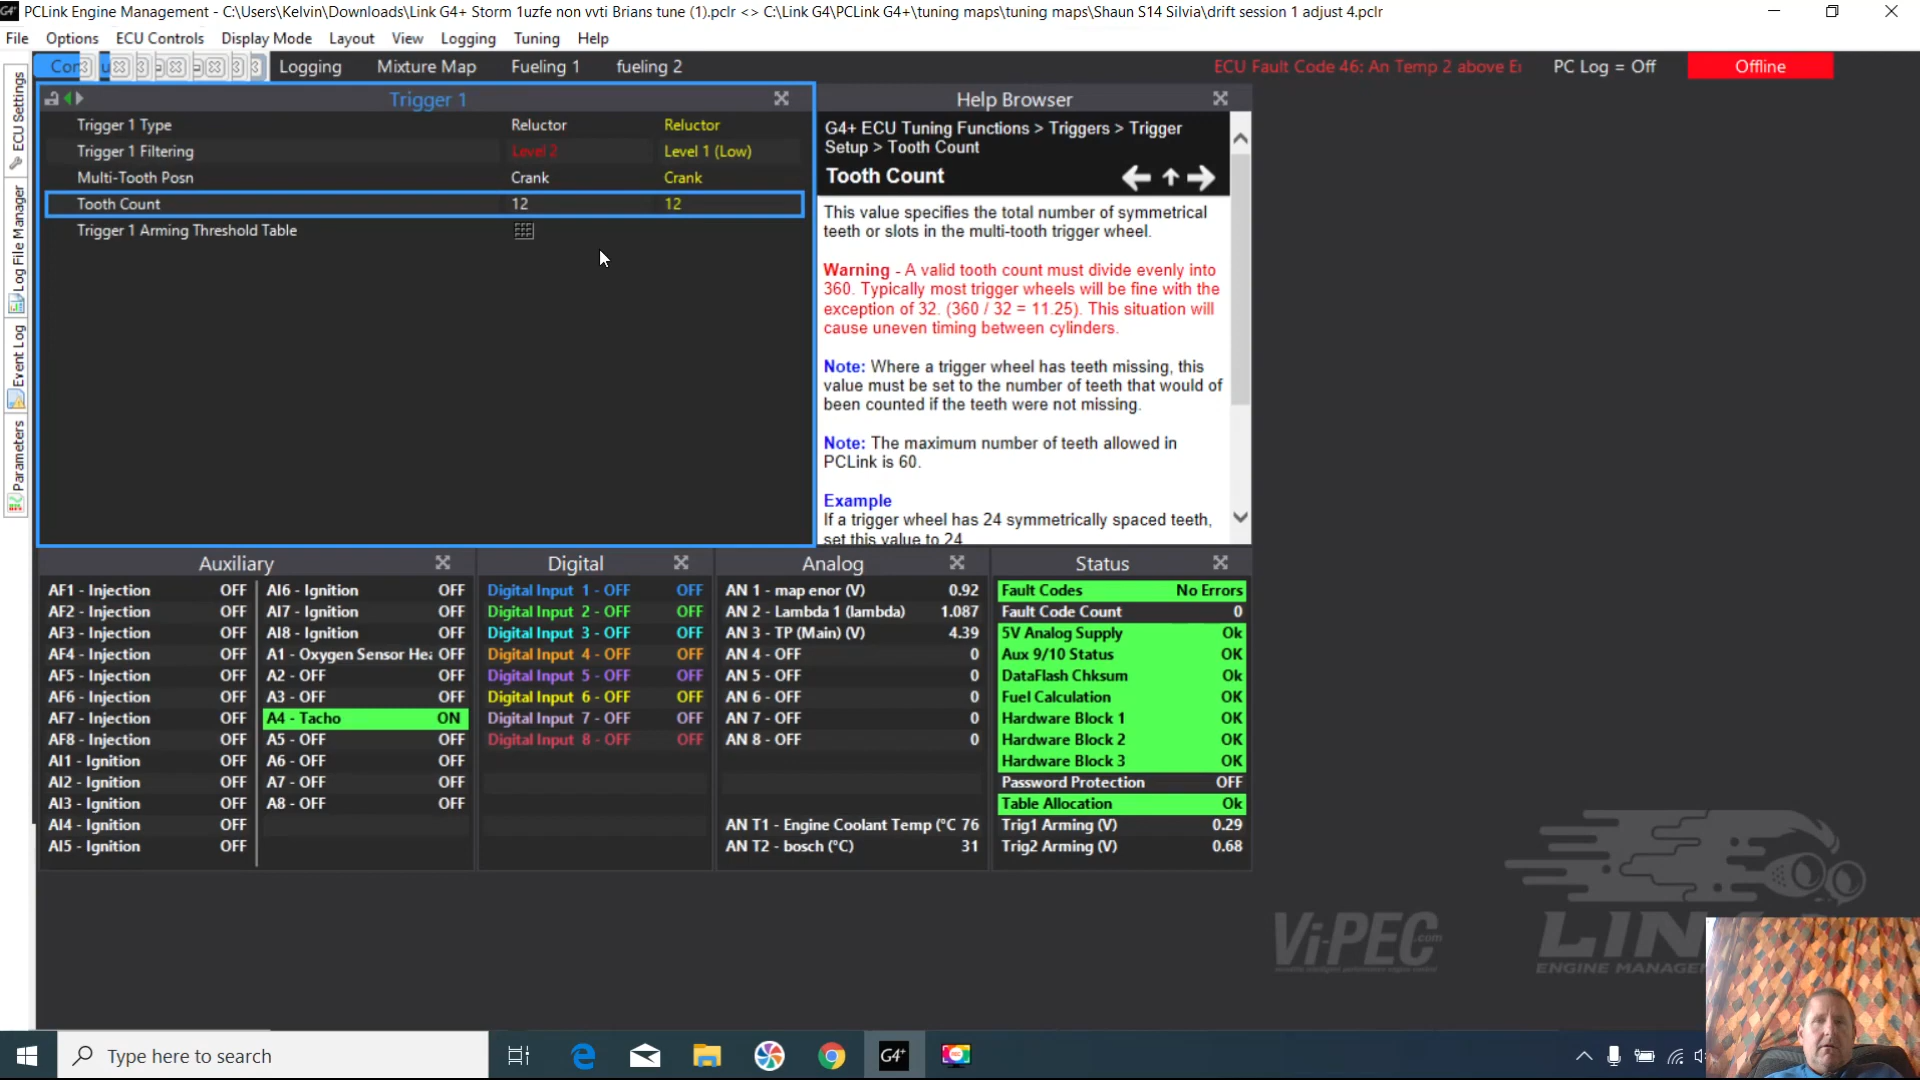 PCLink Engine Management - C:\Users\Kelvin\Downloads\Link G4+ Storm 1uzfe non vvti Brians tune (1).pclr <> C:\Link G4\PCLink G4+\tuning maps\tuning maps\Shaun S14 Silvia\drift session 1 adjust 4.pclr
File Options ECU Controls Display Mode Layout View Logging Tuning Help
Logging Mixture Map Fueling 1 fueling 2
ECU Fault Code 46: An Temp 2 above
PC Log = Off
Offline
ECU Settings
Log File Manager
Event Log
Parameters
Trigger 1
Trigger 1 Type Reluctor Reluctor
Trigger 1 Filtering Level 2 Level 1 (Low)
Multi-Tooth Posn Crank Crank
Tooth Count 12 12
Trigger 1 Arming Threshold Table
Help Browser
G4+ ECU Tuning Functions > Triggers > Trigger
Setup > Tooth Count
Tooth Count
This value specifies the total number of symmetrical
teeth or slots in the multi-tooth trigger wheel.
Warning - A valid tooth count must divide evenly into
360. Typically most trigger wheels will be fine with the
exception of 32. (360 / 32 = 11.25). This situation will
cause uneven timing between cylinders.
Note: Where a trigger wheel has teeth missing, this
value must be set to the number of teeth that would of
been counted if the teeth were not missing.
Note: The maximum number of teeth allowed in
PCLink is 60.
Example
If a trigger wheel has 24 symmetrically spaced teeth,
set this value to 24
Auxiliary
AF1 - Injection OFF
AF2 - Injection OFF
AF3 - Injection OFF
AF4 - Injection OFF
AF5 - Injection OFF
AF6 - Injection OFF
AF7 - Injection OFF
AF8 - Injection OFF
AI1 - Ignition OFF
AI2 - Ignition OFF
AI3 - Ignition OFF
AI4 - Ignition OFF
AI5 - Ignition OFF
AI6 - Ignition OFF
AI7 - Ignition OFF
AI8 - Ignition OFF
A1 - Oxygen Sensor Hea OFF
A2 - OFF OFF
A3 - OFF OFF
A4 - Tacho ON
A5 - OFF OFF
A6 - OFF OFF
A7 - OFF OFF
A8 - OFF OFF
Digital
Digital Input 1 - OFF OFF
Digital Input 2 - OFF OFF
Digital Input 3 - OFF OFF
Digital Input 4 - OFF OFF
Digital Input 5 - OFF OFF
Digital Input 6 - OFF OFF
Digital Input 7 - OFF OFF
Digital Input 8 - OFF OFF
Analog
AN 1 - map enor (V) 0.92
AN 2 - Lambda 1 (lambda) 1.087
AN 3 - TP (Main) (V) 4.39
AN 4 - OFF 0
AN 5 - OFF 0
AN 6 - OFF 0
AN 7 - OFF 0
AN 8 - OFF 0
AN T1 - Engine Coolant Temp (°C 76
AN T2 - bosch (°C) 31
Status
Fault Codes No Errors
Fault Code Count 0
5V Analog Supply Ok
Aux 9/10 Status OK
DataFlash Chksum Ok
Fuel Calculation OK
Hardware Block 1 OK
Hardware Block 2 OK
Hardware Block 3 OK
Password Protection OFF
Table Allocation Ok
Trig1 Arming (V) 0.29
Trig2 Arming (V) 0.68
Vi-PEC.com
LIN
ENGINE MANAGE
Type here to search
G4+